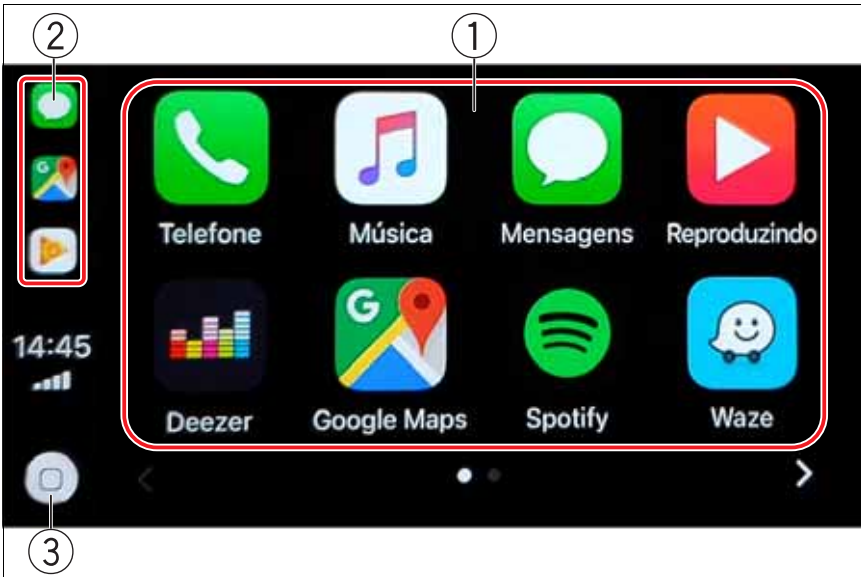 ② ①
Telefone Música Mensagens Reproduzindo
G
14:45
G
Deezer Google Maps Spotify Waze
③